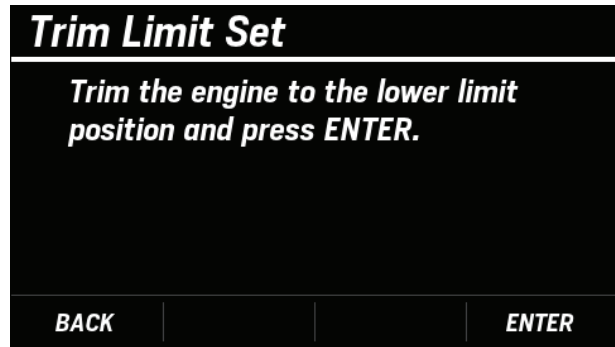 Trim Limit Set
Trim the engine to the lower limit
position and press ENTER.
BACK
ENTER